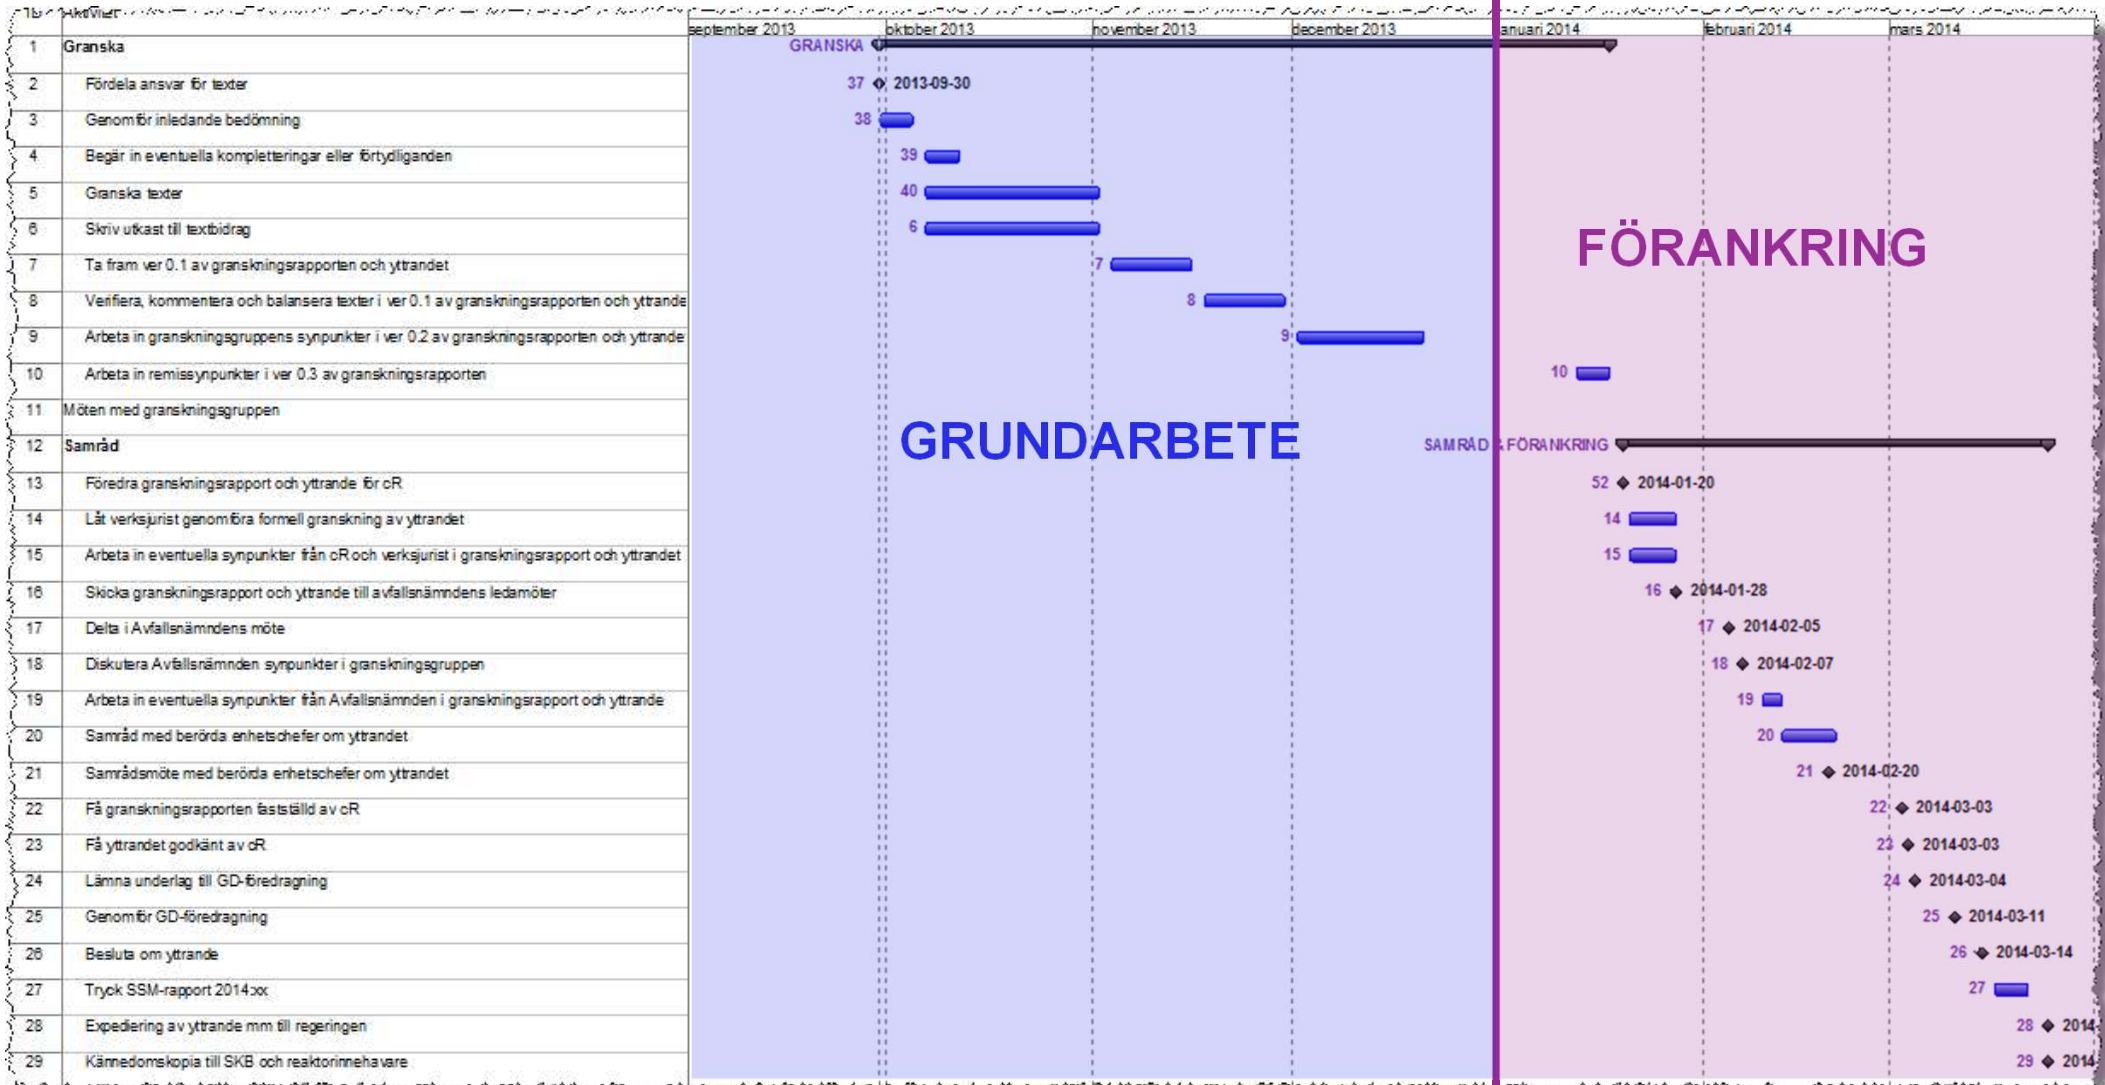 ID Aktivitet
september 2013 oktober 2013 november 2013 december 2013 anuari 2014 februari 2014 mars 2014
1 Granska GRANSKA
2 Fördela ansvar för texter 37 2013-09-30
3 Genomför inledande bedömning 38
4 Begär in eventuella kompletteringar eller förtydliganden 39
5 Granska texter 40
6 Skriv utkast till textbidrag 6
FÖRANKRING
7 Ta fram ver 0.1 av granskningsrapporten och yttrandet 7
8 Verifiera, kommentera och balansera texter i ver 0.1 av granskningsrapporten och yttrande 8
9 Arbeta in granskningsgruppens synpunkter i ver 0.2 av granskningsrapporten och yttrande 9
10 Arbeta in remissynpunkter i ver 0.3 av granskningsrapporten 10
11 Möten med granskningsgruppen
GRUNDARBETE
12 Samråd SAMRÅD & FÖRANKRING
13 Föredra granskningsrapport och yttrande för cR 52 2014-01-20
14 Låt verksjurist genomföra formell granskning av yttrandet 14
15 Arbeta in eventuella synpunkter från cR och verksjurist i granskningsrapport och yttrandet 15
16 Skicka granskningsrapport och yttrande till avfallsnämndens ledamöter 16 2014-01-28
17 Delta i Avfallsnämndens möte 17 2014-02-05
18 Diskutera Avfallsnämnden synpunkter i granskningsgruppen 18 2014-02-07
19 Arbeta in eventuella synpunkter från Avfallsnämnden i granskningsrapport och yttrande 19
20 Samråd med berörda enhetschefer om yttrandet 20
21 Samrådsmöte med berörda enhetschefer om yttrandet 21 2014-02-20
22 Få granskningsrapporten fastställd av cR 22 2014-03-03
23 Få yttrandet godkänt av cR 23 2014-03-03
24 Lämna underlag till GD-föredragning 24 2014-03-04
25 Genomför GD-föredragning 25 2014-03-11
26 Besluta om yttrande 26 2014-03-14
27 Tryck SSM-rapport 2014:xx 27
28 Expediering av yttrande mm till regeringen 28 2014-
29 Kännedomskopia till SKB och reaktorinnehavare 29 2014